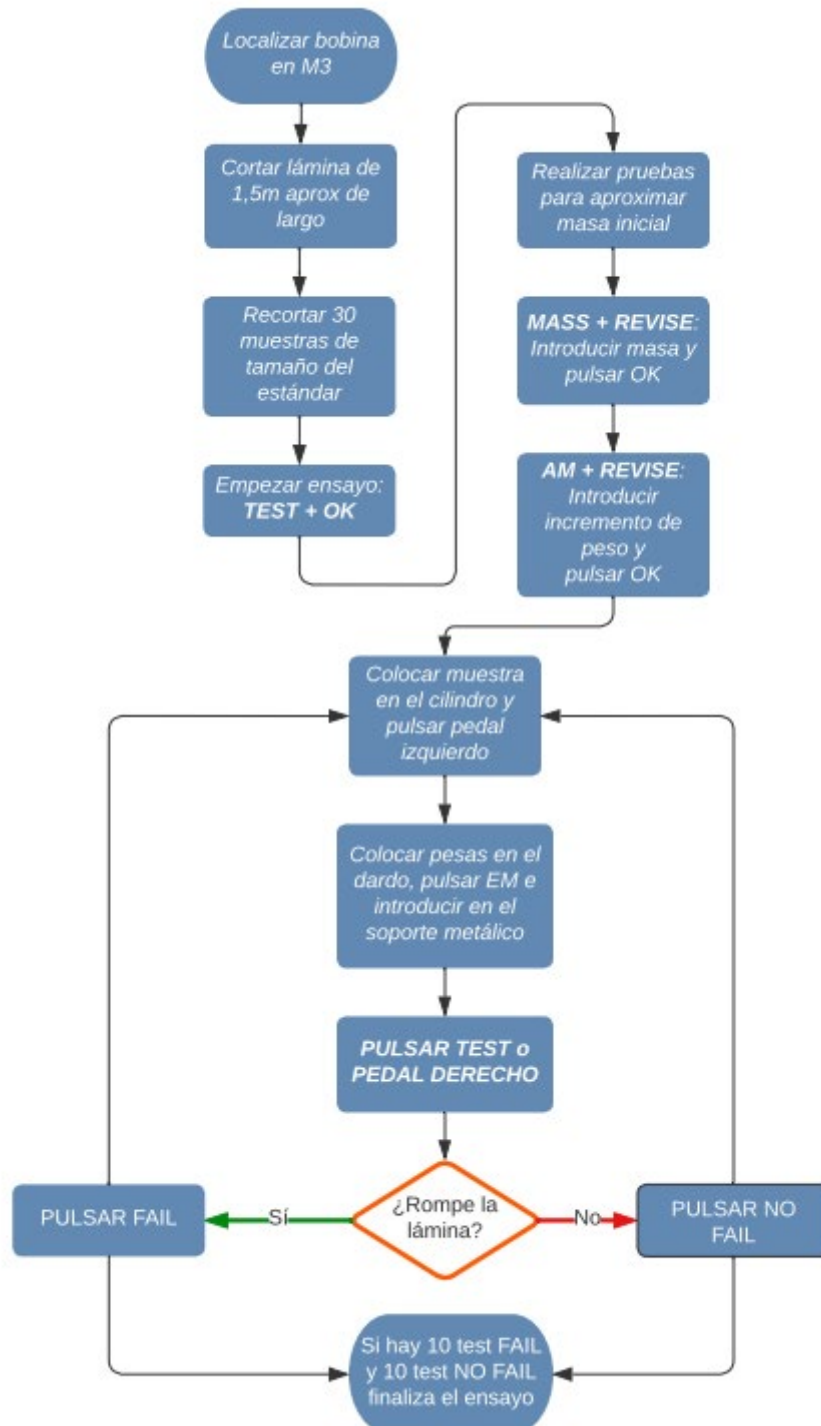 Localizar bobina
en M3
Cortar lámina de
1,5m aprox de
largo
Recortar 30
muestras de
tamaño del
estándar
Empezar ensayo:
TEST + OK
Realizar pruebas
para aproximar
masa inicial
MASS + REVISE:
Introducir masa y
pulsar OK
AM + REVISE:
Introducir
incremento de
peso y
pulsar OK
Colocar muestra
en el cilindro y
pulsar pedal
izquierdo
Colocar pesas en el
dardo, pulsar EM e
introducir en el
soporte metálico
PULSAR TEST o
PEDAL DERECHO
¿Rompe la
lámina?
Sí
PULSAR FAIL
No
PULSAR NO
FAIL
Si hay 10 test FAIL
y 10 test NO FAIL
finaliza el ensayo